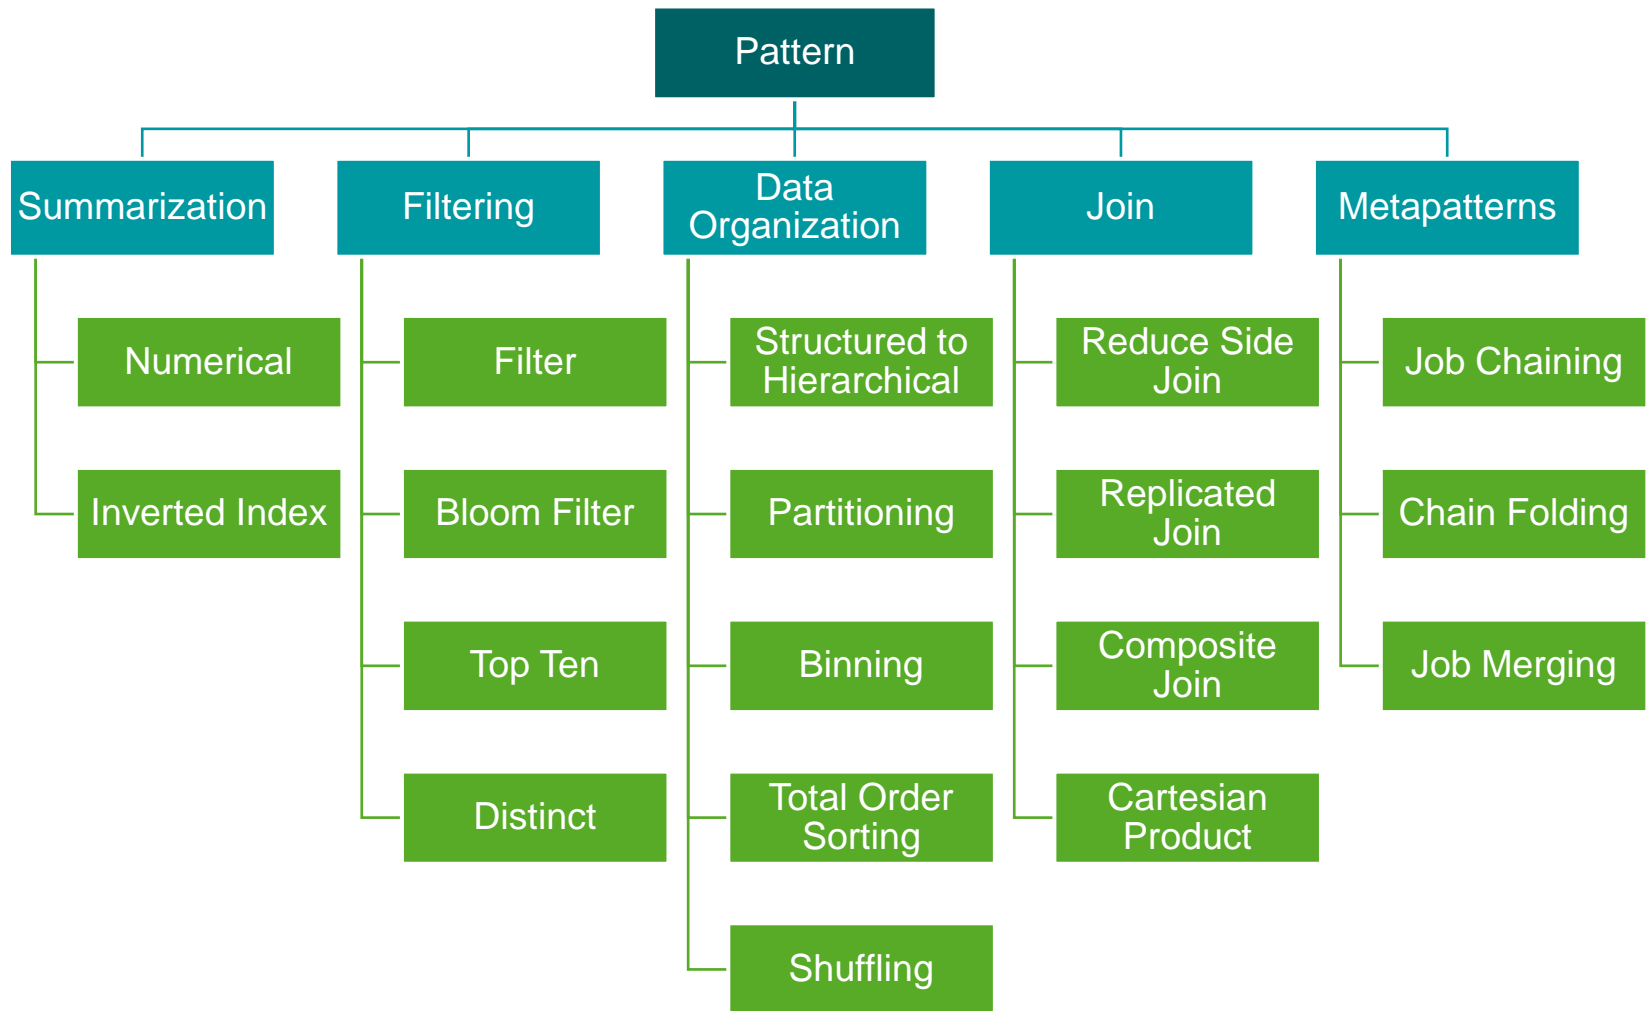 Pattern
Summarization
Filtering
Data
Organization
Join
Metapatterns
Numerical
Inverted Index
Filter
Bloom Filter
Top Ten
Distinct
Structured to
Hierarchical
Partitioning
Binning
Total Order
Sorting
Shuffling
Reduce Side
Join
Replicated
Join
Composite
Join
Cartesian
Product
Job Chaining
Chain Folding
Job Merging